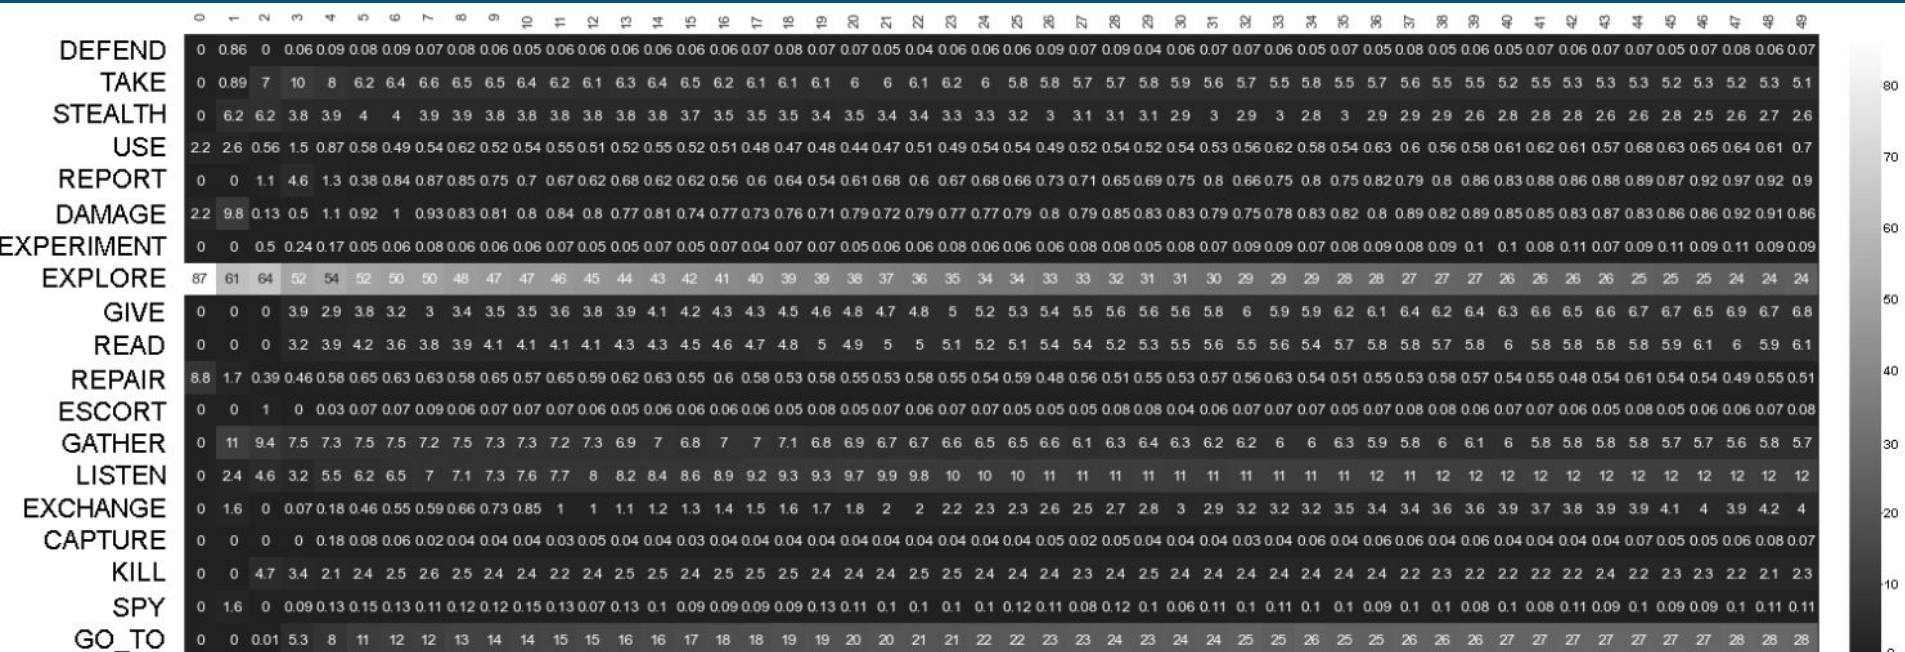 0 1 2 3 4 5 6 7 8 9 10 11 12 13 14 15 16 17 18 19 20 21 22 23 24 25 26 27 28 29 30 31 32 33 34 35 36 37 38 39 40 41 42 43 44 45 46 47 48 49
DEFEND 0 0.86 0 0.06 0.09 0.08 0.09 0.07 0.08 0.06 0.05 0.06 0.06 0.06 0.06 0.06 0.06 0.07 0.08 0.07 0.07 0.05 0.04 0.06 0.06 0.06 0.09 0.07 0.09 0.04 0.06 0.07 0.07 0.06 0.05 0.07 0.05 0.08 0.05 0.06 0.05 0.07 0.06 0.07 0.07 0.05 0.07 0.08 0.06 0.07
TAKE 0 0.89 7 10 8 6.2 6.4 6.6 6.5 6.5 6.4 6.2 6.1 6.3 6.4 6.5 6.2 6.1 6.1 6.1 6 6 6.1 6.2 6 5.8 5.8 5.7 5.7 5.8 5.9 5.6 5.7 5.5 5.8 5.5 5.7 5.6 5.5 5.5 5.2 5.5 5.3 5.3 5.3 5.2 5.3 5.2 5.3 5.1
STEALTH 0 6.2 6.2 3.8 3.9 4 4 3.9 3.9 3.8 3.8 3.8 3.8 3.8 3.8 3.7 3.5 3.5 3.5 3.4 3.5 3.4 3.4 3.3 3.3 3.2 3 3.1 3.1 3.1 2.9 3 2.9 3 2.8 3 2.9 2.9 2.9 2.6 2.8 2.8 2.8 2.6 2.6 2.8 2.5 2.6 2.7 2.6
USE 2.2 2.6 0.56 1.5 0.87 0.58 0.49 0.54 0.62 0.52 0.54 0.55 0.51 0.52 0.55 0.52 0.51 0.48 0.47 0.48 0.44 0.47 0.51 0.49 0.54 0.54 0.49 0.52 0.54 0.52 0.54 0.53 0.56 0.62 0.58 0.54 0.63 0.6 0.56 0.58 0.61 0.62 0.61 0.57 0.68 0.63 0.65 0.64 0.61 0.7
REPORT 0 0 1.1 4.6 1.3 0.38 0.84 0.87 0.85 0.75 0.7 0.67 0.62 0.68 0.62 0.62 0.56 0.6 0.64 0.54 0.61 0.68 0.6 0.67 0.68 0.66 0.73 0.71 0.65 0.69 0.75 0.8 0.66 0.75 0.8 0.75 0.82 0.79 0.8 0.86 0.83 0.88 0.86 0.88 0.89 0.87 0.92 0.97 0.92 0.9
DAMAGE 2.2 9.8 0.13 0.5 1.1 0.92 1 0.93 0.83 0.81 0.8 0.84 0.8 0.77 0.81 0.74 0.77 0.73 0.76 0.71 0.79 0.72 0.79 0.77 0.77 0.79 0.8 0.79 0.85 0.83 0.83 0.79 0.75 0.78 0.83 0.82 0.8 0.89 0.82 0.89 0.85 0.85 0.83 0.87 0.83 0.86 0.86 0.92 0.91 0.86
EXPERIMENT 0 0 0.5 0.24 0.17 0.05 0.06 0.08 0.06 0.06 0.06 0.07 0.05 0.05 0.07 0.05 0.07 0.04 0.07 0.07 0.05 0.06 0.06 0.08 0.06 0.06 0.06 0.08 0.08 0.05 0.08 0.07 0.09 0.09 0.07 0.08 0.09 0.08 0.09 0.1 0.1 0.08 0.11 0.07 0.09 0.11 0.09 0.11 0.09 0.09
EXPLORE 87 61 64 52 54 52 50 50 48 47 47 46 45 44 43 42 41 40 39 39 38 37 36 35 34 34 33 33 32 31 31 30 29 29 29 28 28 27 27 27 26 26 26 26 25 25 25 24 24 24
GIVE 0 0 0 3.9 2.9 3.8 3.2 3 3.4 3.5 3.5 3.6 3.8 3.9 4.1 4.2 4.3 4.3 4.5 4.6 4.8 4.7 4.8 5 5.2 5.3 5.4 5.5 5.6 5.6 5.6 5.8 6 5.9 5.9 6.2 6.1 6.4 6.2 6.4 6.3 6.6 6.5 6.6 6.7 6.7 6.5 6.9 6.7 6.8
READ 0 0 0 3.2 3.9 4.2 3.6 3.8 3.9 4.1 4.1 4.1 4.1 4.3 4.3 4.5 4.6 4.7 4.8 5 4.9 5 5 5.1 5.2 5.1 5.4 5.4 5.2 5.3 5.5 5.6 5.5 5.6 5.4 5.7 5.8 5.8 5.7 5.8 6 5.8 5.8 5.8 5.8 5.9 6.1 6 5.9 6.1
REPAIR 8.8 1.7 0.39 0.46 0.58 0.65 0.63 0.63 0.58 0.65 0.57 0.65 0.59 0.62 0.63 0.55 0.6 0.58 0.53 0.58 0.55 0.53 0.58 0.55 0.54 0.59 0.48 0.56 0.51 0.55 0.53 0.57 0.56 0.63 0.54 0.51 0.55 0.53 0.58 0.57 0.54 0.55 0.48 0.54 0.61 0.54 0.54 0.49 0.55 0.51
ESCORT 0 0 1 0 0.03 0.07 0.07 0.09 0.06 0.07 0.07 0.07 0.06 0.05 0.06 0.06 0.06 0.06 0.05 0.08 0.05 0.07 0.06 0.07 0.07 0.05 0.05 0.05 0.08 0.08 0.04 0.06 0.07 0.07 0.07 0.05 0.07 0.08 0.08 0.06 0.07 0.07 0.06 0.05 0.08 0.05 0.06 0.06 0.07 0.08
GATHER 0 11 9.4 7.5 7.3 7.5 7.5 7.2 7.5 7.3 7.3 7.2 7.3 6.9 7 6.8 7 7 7.1 6.8 6.9 6.7 6.7 6.6 6.5 6.5 6.6 6.1 6.3 6.4 6.3 6.2 6.2 6 6 6.3 5.9 5.8 6 6.1 6 5.8 5.8 5.8 5.8 5.7 5.7 5.6 5.8 5.7
LISTEN 0 2.4 4.6 3.2 5.5 6.2 6.5 7 7.1 7.3 7.6 7.7 8 8.2 8.4 8.6 8.9 9.2 9.3 9.3 9.7 9.9 9.8 10 10 10 11 11 11 11 11 11 11 11 11 11 12 11 12 12 12 12 12 12 12 12 12 12 12 12
EXCHANGE 0 1.6 0 0.07 0.18 0.46 0.55 0.59 0.66 0.73 0.85 1 1 1.1 1.2 1.3 1.4 1.5 1.6 1.7 1.8 2 2 2.2 2.3 2.3 2.6 2.5 2.7 2.8 3 2.9 3.2 3.2 3.2 3.5 3.4 3.4 3.6 3.6 3.9 3.7 3.8 3.9 3.9 4.1 4 3.9 4.2 4
CAPTURE 0 0 0 0 0.18 0.08 0.06 0.02 0.04 0.04 0.04 0.03 0.05 0.04 0.04 0.03 0.04 0.04 0.04 0.04 0.04 0.04 0.04 0.04 0.04 0.04 0.05 0.02 0.05 0.04 0.04 0.04 0.03 0.04 0.06 0.04 0.06 0.06 0.04 0.06 0.04 0.04 0.04 0.04 0.07 0.05 0.05 0.06 0.08 0.07
KILL 0 0 4.7 3.4 2.1 2.4 2.5 2.6 2.5 2.4 2.4 2.2 2.4 2.5 2.5 2.4 2.5 2.5 2.5 2.4 2.4 2.4 2.5 2.5 2.4 2.4 2.4 2.3 2.4 2.5 2.4 2.4 2.4 2.4 2.4 2.4 2.4 2.2 2.3 2.2 2.2 2.2 2.2 2.4 2.2 2.3 2.3 2.2 2.1 2.3
SPY 0 1.6 0 0.09 0.13 0.15 0.13 0.11 0.12 0.12 0.15 0.13 0.07 0.13 0.1 0.09 0.09 0.09 0.09 0.13 0.11 0.1 0.1 0.1 0.1 0.12 0.11 0.08 0.12 0.1 0.06 0.11 0.1 0.11 0.1 0.1 0.09 0.1 0.1 0.08 0.1 0.08 0.11 0.09 0.1 0.09 0.09 0.1 0.11 0.11
GO_TO 0 0 0.01 5.3 8 11 12 12 13 14 14 15 15 16 16 17 18 18 19 19 20 20 21 21 22 22 23 23 24 23 24 24 25 25 26 25 25 26 26 26 27 27 27 27 27 27 27 28 28 28
80
70
60
50
40
30
20
10